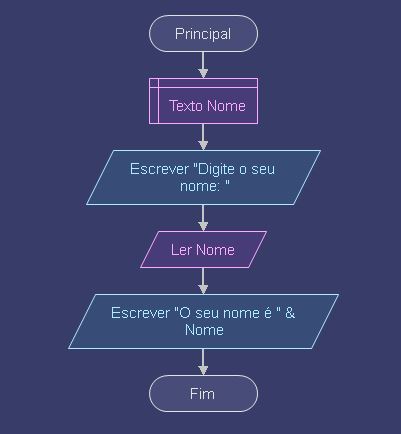 Principal
Texto Nome
Escrever "Digite o seu
nome: "
Ler Nome
Escrever "O seu nome é " &
Nome
Fim